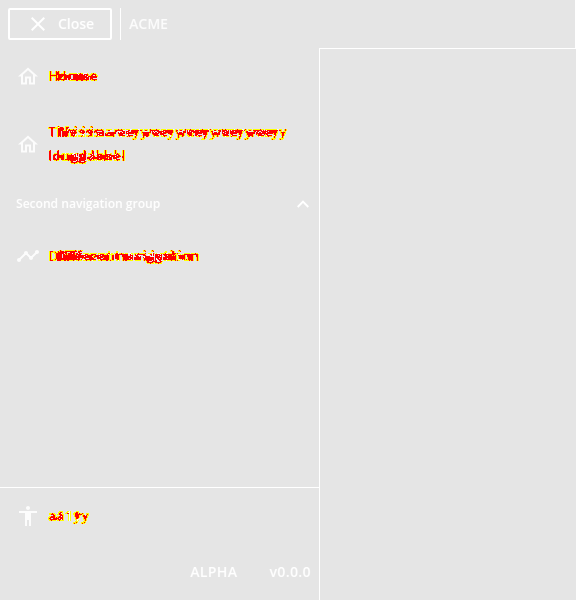 Close ACME
Home
This is a very very very very very very
long label
Second navigation group
Different navigation
a11y
ALPHA v0.0.0